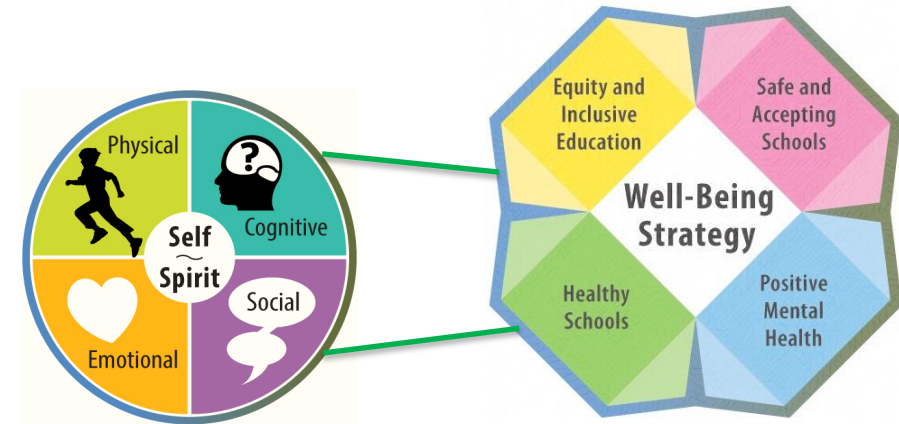 Physical
?
Cognitive
Self
~
Spirit
Emotional
Social
Equity and
Inclusive
Education
Safe and
Accepting
Schools
Well-Being
Strategy
Healthy
Schools
Positive
Mental
Health